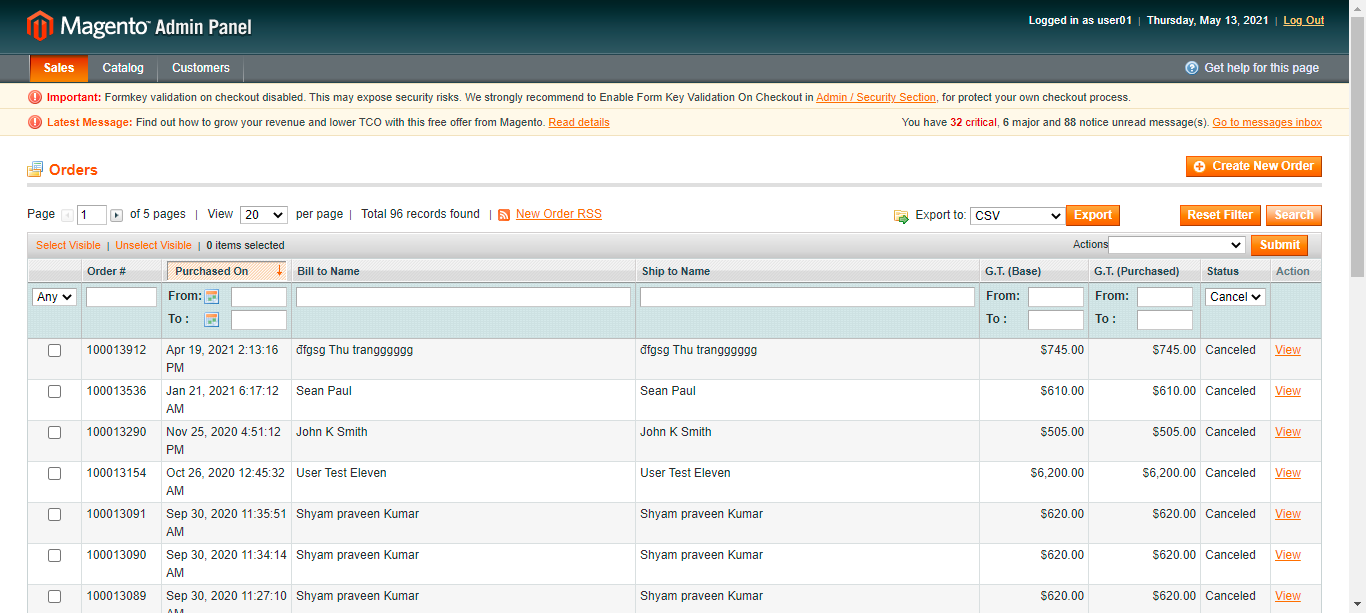 Magento™ Admin Panel
Logged in as user01 | Thursday, May 13, 2021 | Log Out
Sales Catalog Customers
Get help for this page
Important: Formkey validation on checkout disabled. This may expose security risks. We strongly recommend to Enable Form Key Validation On Checkout in Admin / Security Section, for protect your own checkout process.
Latest Message: Find out how to grow your revenue and lower TCO with this free offer from Magento. Read details
You have 32 critical, 6 major and 88 notice unread message(s). Go to messages inbox
Orders
Create New Order
Page 1 of 5 pages | View 20 per page | Total 96 records found | New Order RSS
Export to: CSV Export Reset Filter Search
Select Visible | Unselect Visible | 0 items selected
Actions Submit
Order # Purchased On Bill to Name Ship to Name G.T. (Base) G.T. (Purchased) Status Action
Any From: From: From: Cancel
To : To : To :
100013912 Apr 19, 2021 2:13:16 PM đfgsg Thu trangggggg đfgsg Thu trangggggg $745.00 $745.00 Canceled View
100013536 Jan 21, 2021 6:17:12 AM Sean Paul Sean Paul $610.00 $610.00 Canceled View
100013290 Nov 25, 2020 4:51:12 PM John K Smith John K Smith $505.00 $505.00 Canceled View
100013154 Oct 26, 2020 12:45:32 AM User Test Eleven User Test Eleven $6,200.00 $6,200.00 Canceled View
100013091 Sep 30, 2020 11:35:51 AM Shyam praveen Kumar Shyam praveen Kumar $620.00 $620.00 Canceled View
100013090 Sep 30, 2020 11:34:14 AM Shyam praveen Kumar Shyam praveen Kumar $620.00 $620.00 Canceled View
100013089 Sep 30, 2020 11:27:10 AM Shyam praveen Kumar Shyam praveen Kumar $620.00 $620.00 Canceled View